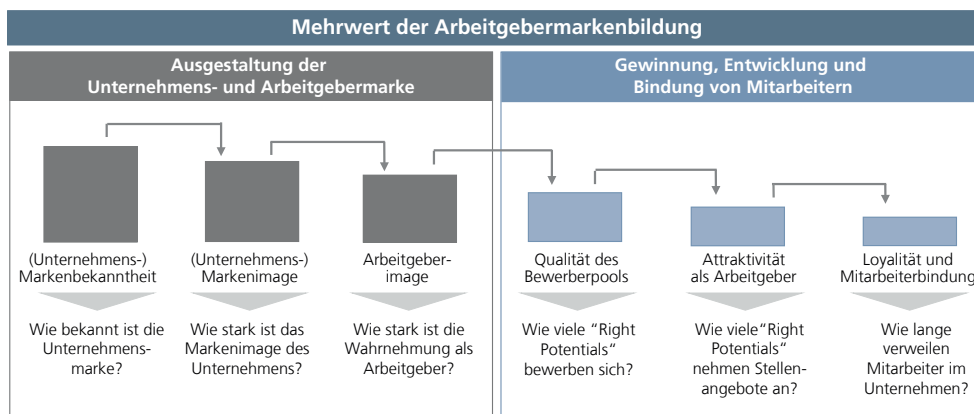 Mehrwert der Arbeitgebermarkenbildung
Ausgestaltung der
Unternehmens- und Arbeitgebermarke
Gewinnung, Entwicklung und
Bindung von Mitarbeitern
(Unternehmens-)
Markenbekanntheit
(Unternehmens-)
Markenimage
Arbeitgeber-
image
Qualität des
Bewerberpools
Attraktivität
als Arbeitgeber
Loyalität und
Mitarbeiterbindung
Wie bekannt ist die
Unternehmens-
marke?
Wie stark ist das
Markenimage des
Unternehmens?
Wie stark ist die
Wahrnehmung als
Arbeitgeber?
Wie viele “Right
Potentials“
bewerben sich?
Wie viele“Right
Potentials“
nehmen Stellen-
angebote an?
Wie lange
verweilen
Mitarbeiter im
Unternehmen?